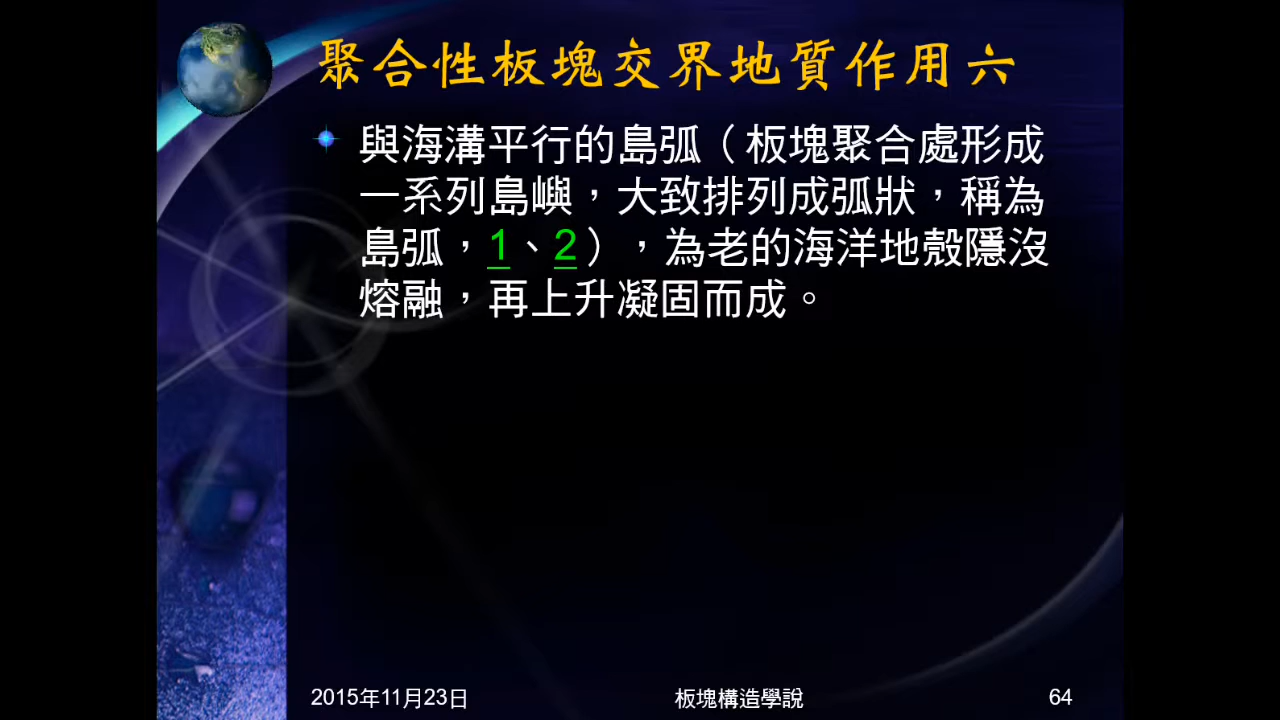 聚合性板塊交界地質作用六
與海溝平行的島弧（板塊聚合處形成
一系列島嶼，大致排列成弧狀，稱為
島弧，1、2），為老的海洋地殼隱沒
熔融，再上升凝固而成。
2015年11月23日
板塊構造學說
64